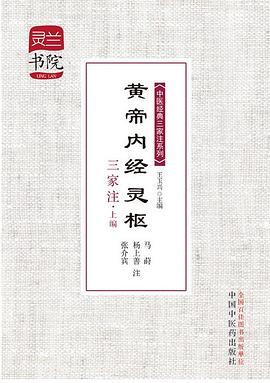 灵兰
书院
LING LAN
《中医经典三家注系列》
王玉兴◎主编
黄帝内经灵枢
三家注·上编
马莳
杨上善 注
张介宾
全国百佳图书出版单位
中国中医药出版社